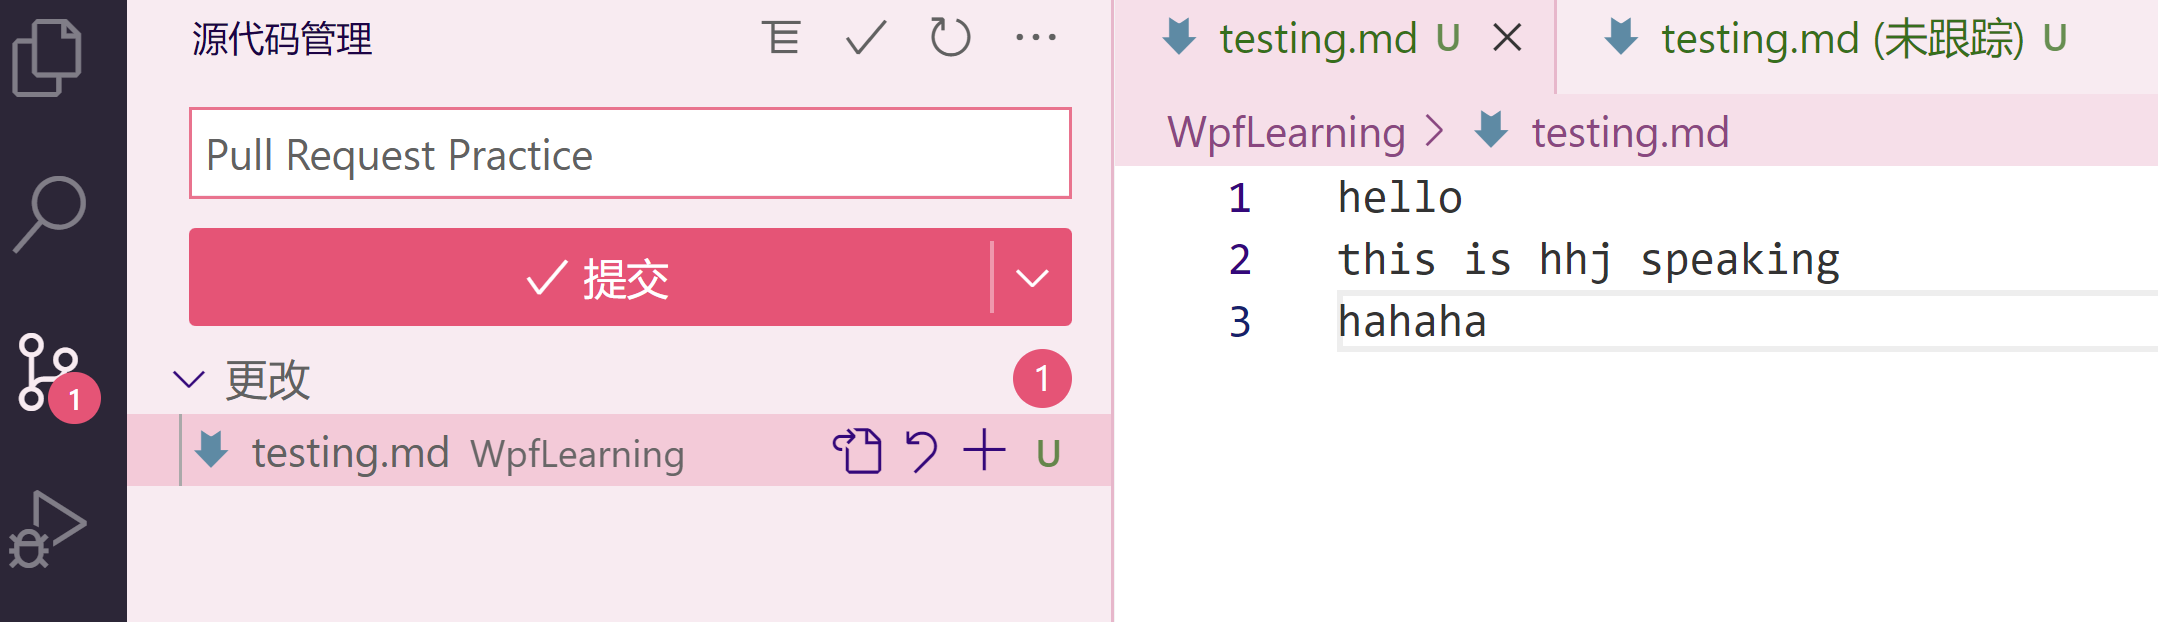 源代码管理
Pull Request Practice
提交
更改 1
testing.md WpfLearning U
1
testing.md U
testing.md (未跟踪) U
WpfLearning > testing.md
1 hello
2 this is hhj speaking
3 hahaha